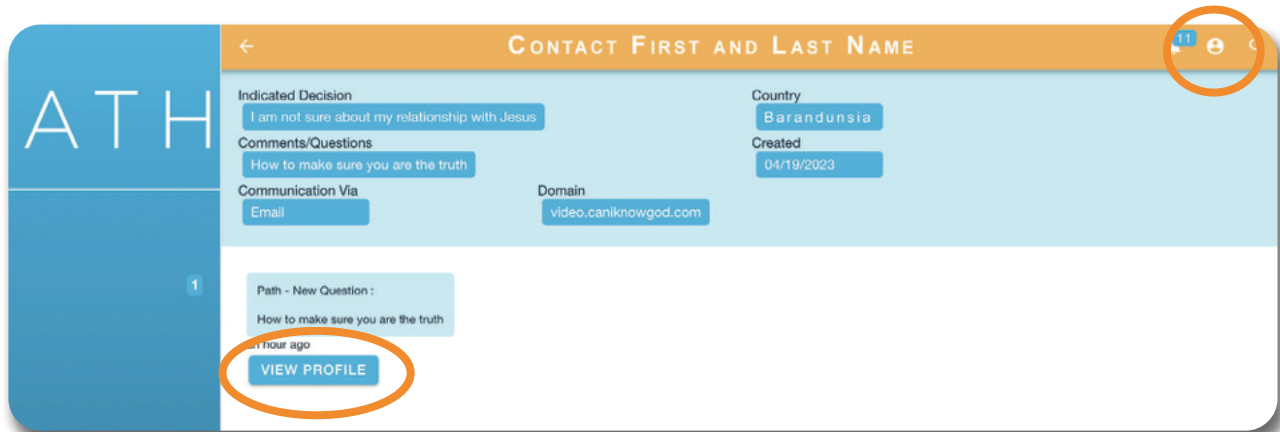 CONTACT FIRST AND LAST NAME
11
ATH
Indicated Decision
I am not sure about my relationship with Jesus
Country
Barandunsia
Comments/Questions
How to make sure you are the truth
Created
04/19/2023
Communication Via
Email
Domain
video.caniknowgod.com
1
Path - New Question :
How to make sure you are the truth
hour ago
VIEW PROFILE